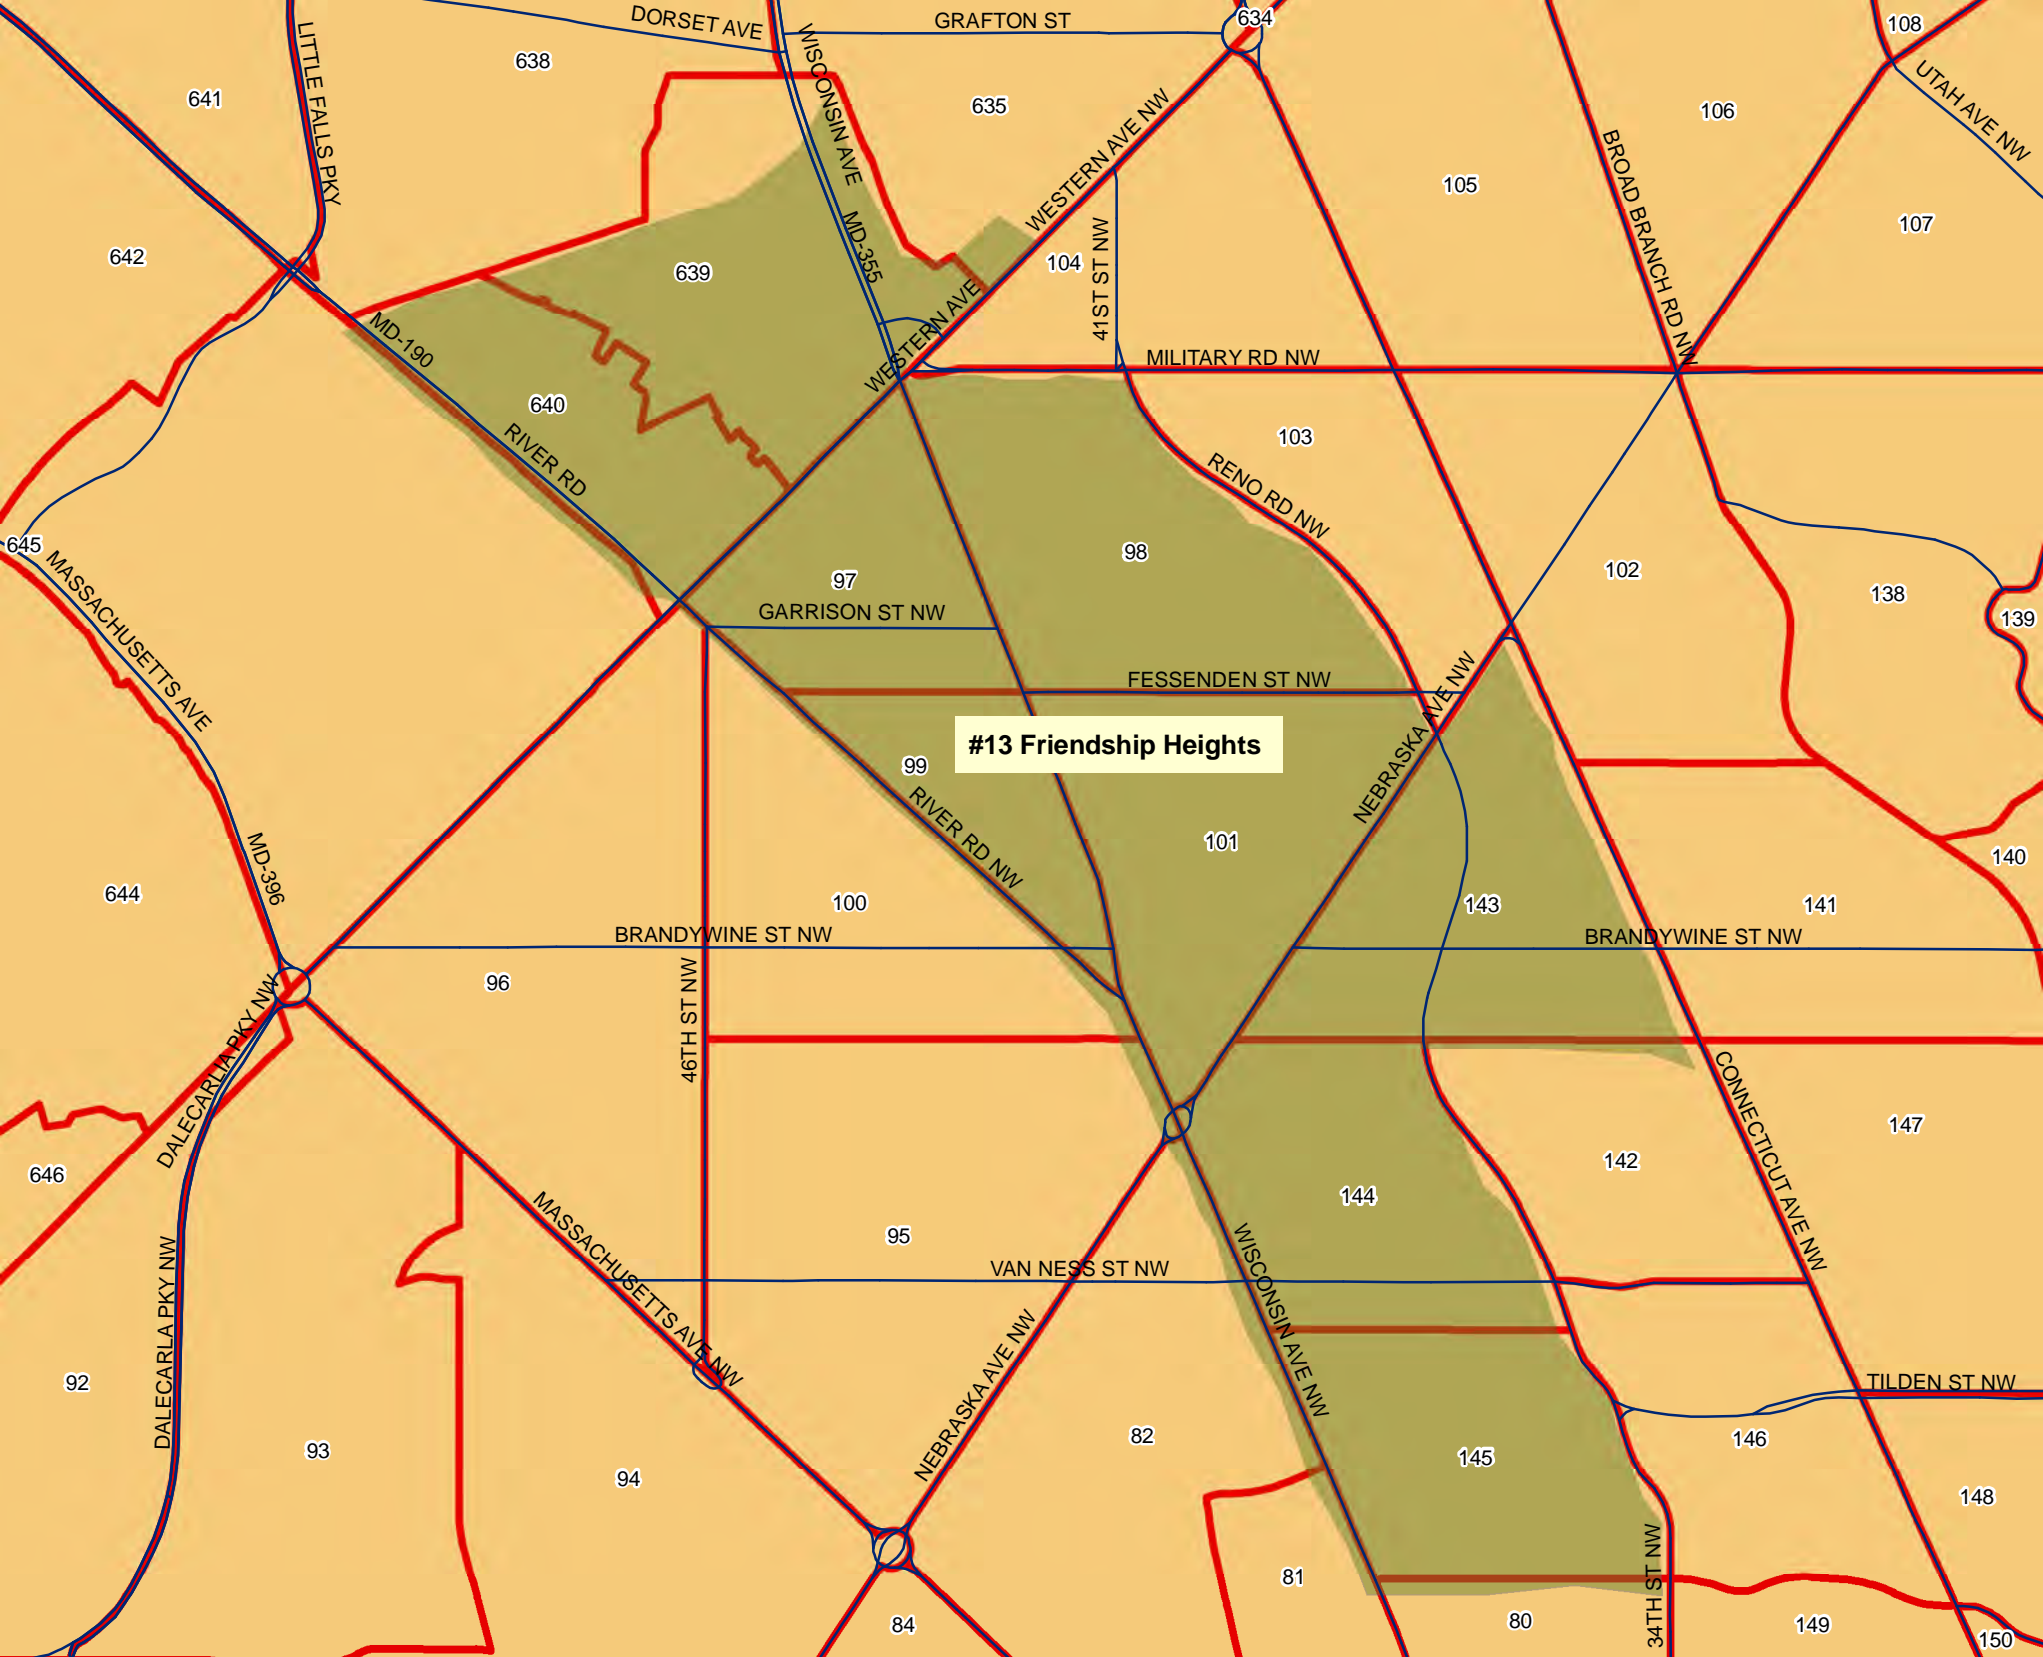 634
108
DORSET AVE
GRAFTON ST
LITTLE FALLS PKY
638
WISCONSIN AVE
UTAH AVE NW
641
635
WESTERN AVE NW
106
BROAD BRANCH RD NW
105
107
642
639
MD-355
104
41ST ST NW
MD-190
WESTERN AVE
MILITARY RD NW
640
RIVER RD
103
RENO RD NW
645
MASSACHUSETTS AVE
97
98
102
138
139
GARRISON ST NW
FESSENDEN ST NW
#13 Friendship Heights
99
NEBRASKA AVE NW
RIVER RD NW
101
140
MD-396
644
100
143
141
BRANDYWINE ST NW
BRANDYWINE ST NW
96
46TH ST NW
DALECARLIA PKY NW
CONNECTICUT AVE NW
147
646
142
MASSACHUSETTS AVE NW
144
95
WISCONSIN AVE NW
VAN NESS ST NW
DALECARLA PKY NW
92
NEBRASKA AVE NW
TILDEN ST NW
93
94
82
145
146
148
34TH ST NW
81
84
80
149
150